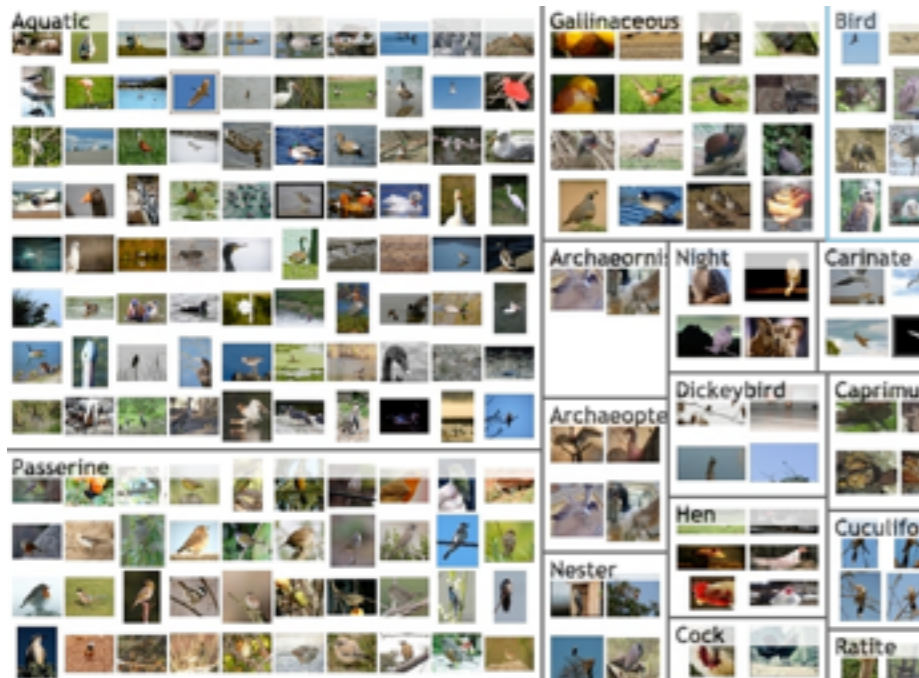 Aquatic
Gallinaceous
Bird
Archaeornis
Night
Carinate
Dickeybird
Caprimu
Archaeopte
Hen
Cuculifo
Nester
Cock
Ratite
Passerine